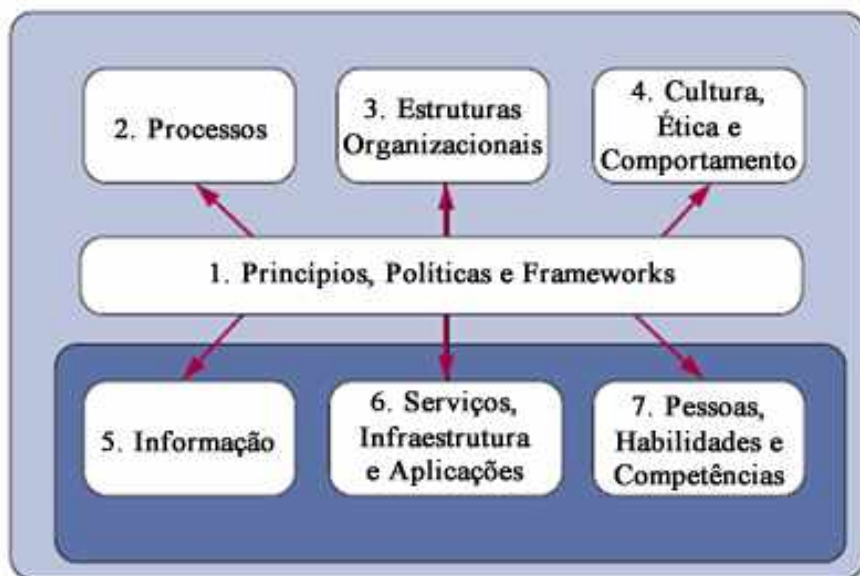 2. Processos
3. Estruturas
Organizacionais
4. Cultura,
Ética e
Comportamento
1. Princípios, Políticas e Frameworks
5. Informação
6. Serviços,
Infraestrutura
e Aplicações
7. Pessoas,
Habilidades e
Competências